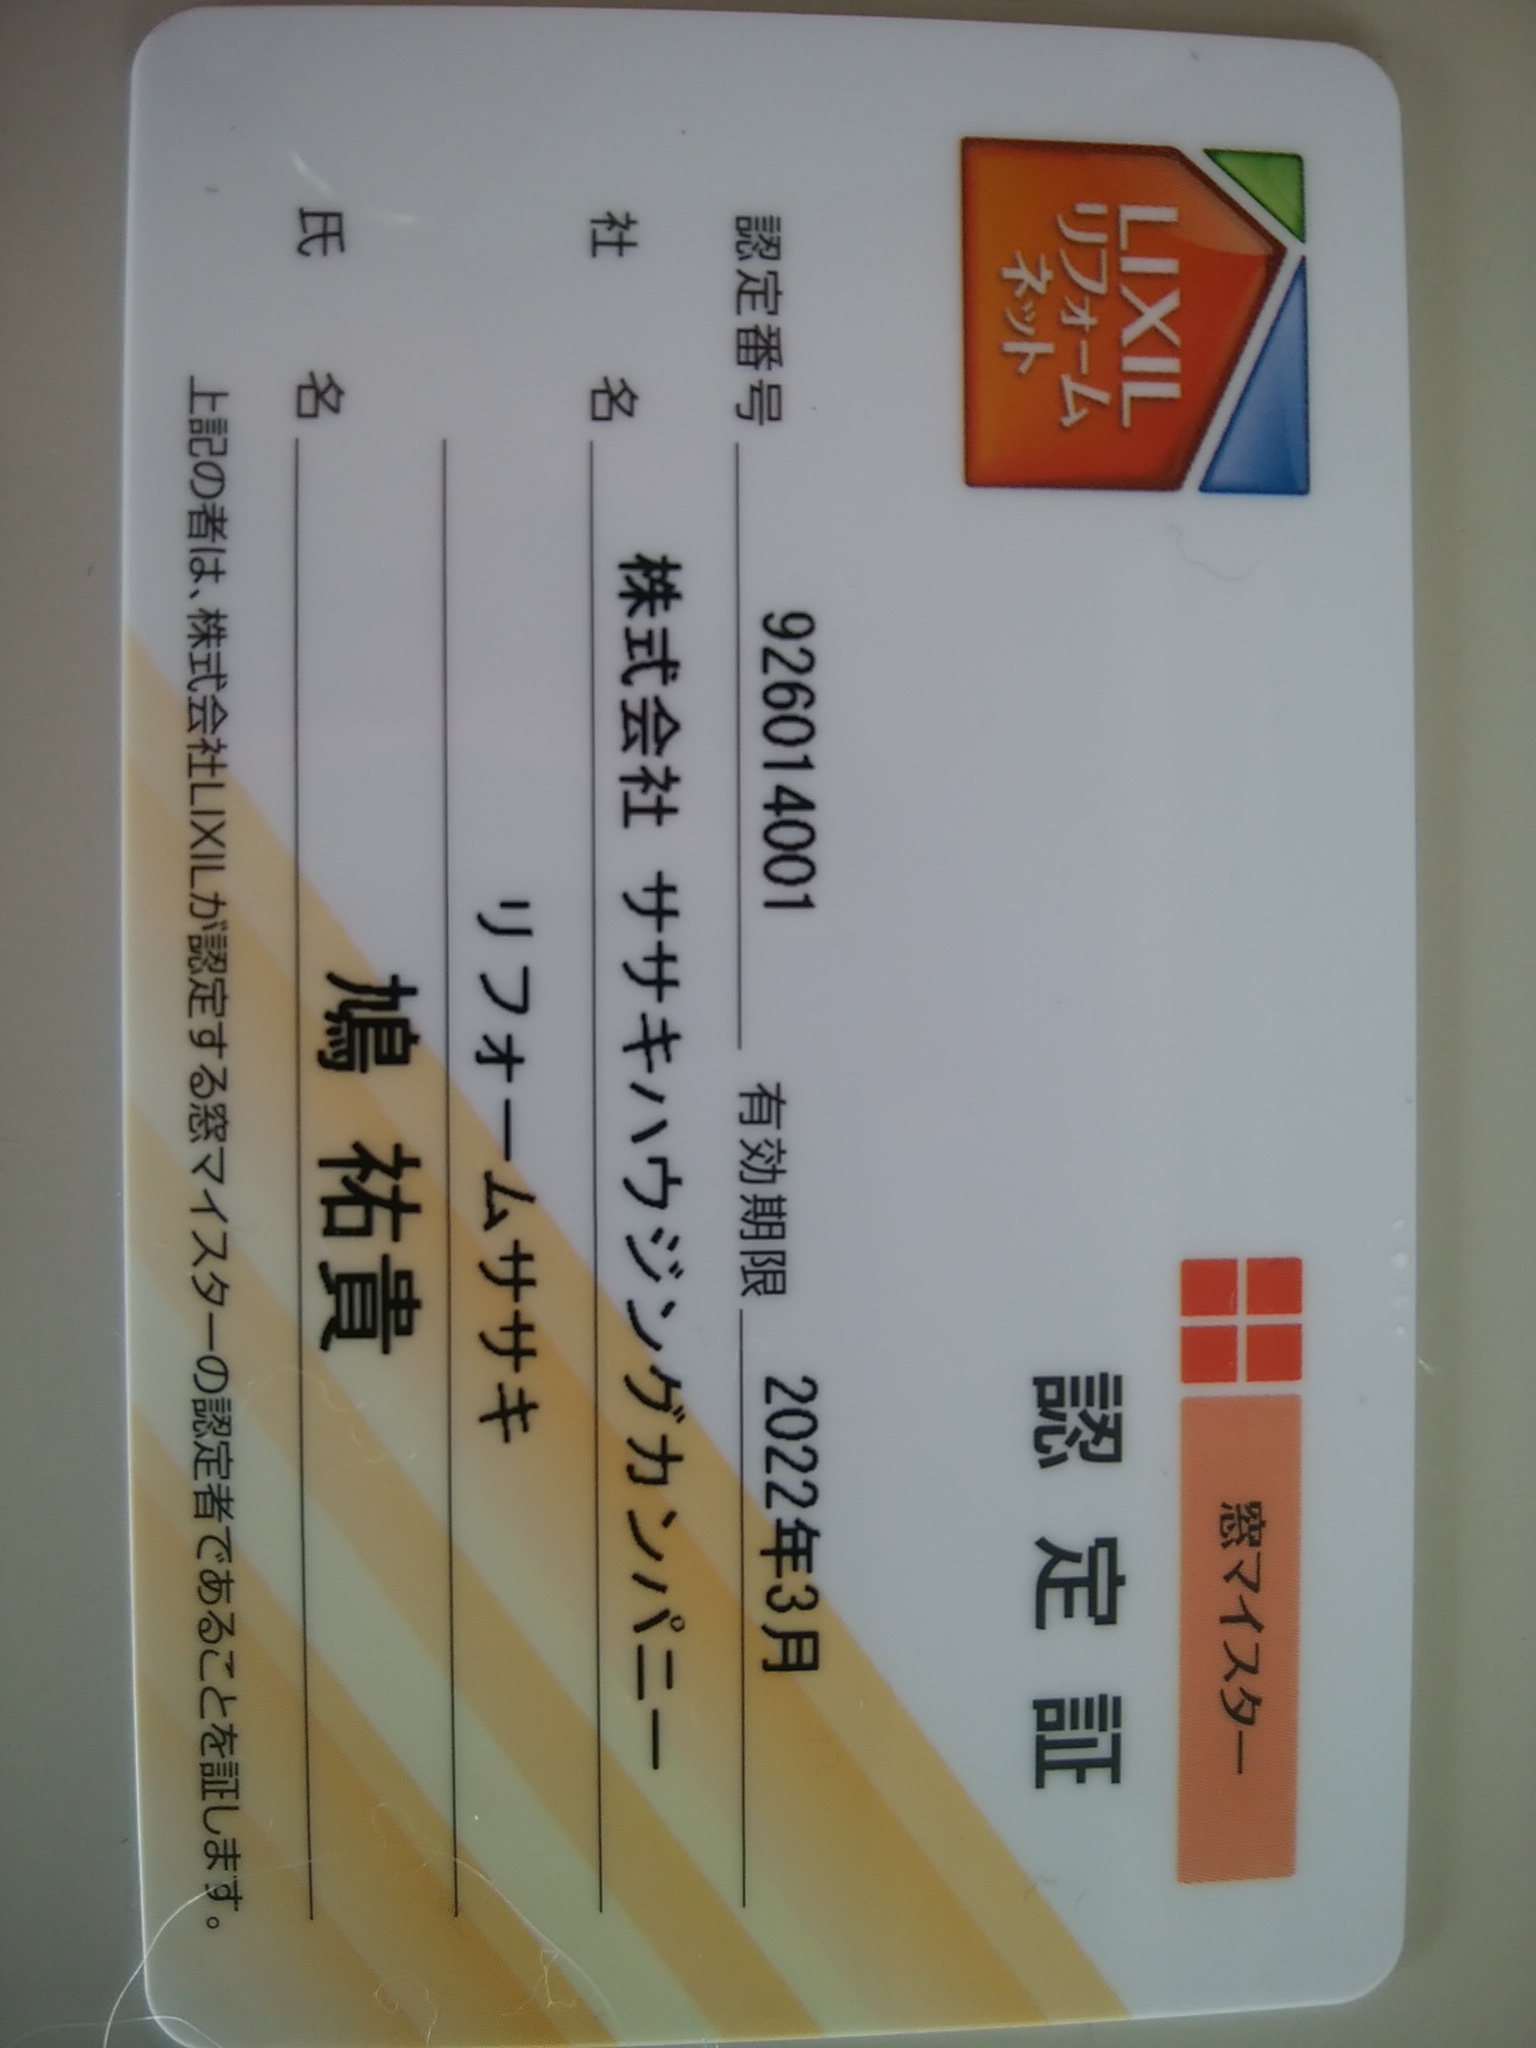 LIXIL
リフォーム
ネット
窓マイスター
認定証
認定番号 926014001 有効期限 2022年3月
社名 株式会社 ササキハウジングカンパニー
リフォームササキ
氏名 鳩 祐貴
上記の者は、株式会社LIXILが認定する窓マイスターの認定者であることを証します。